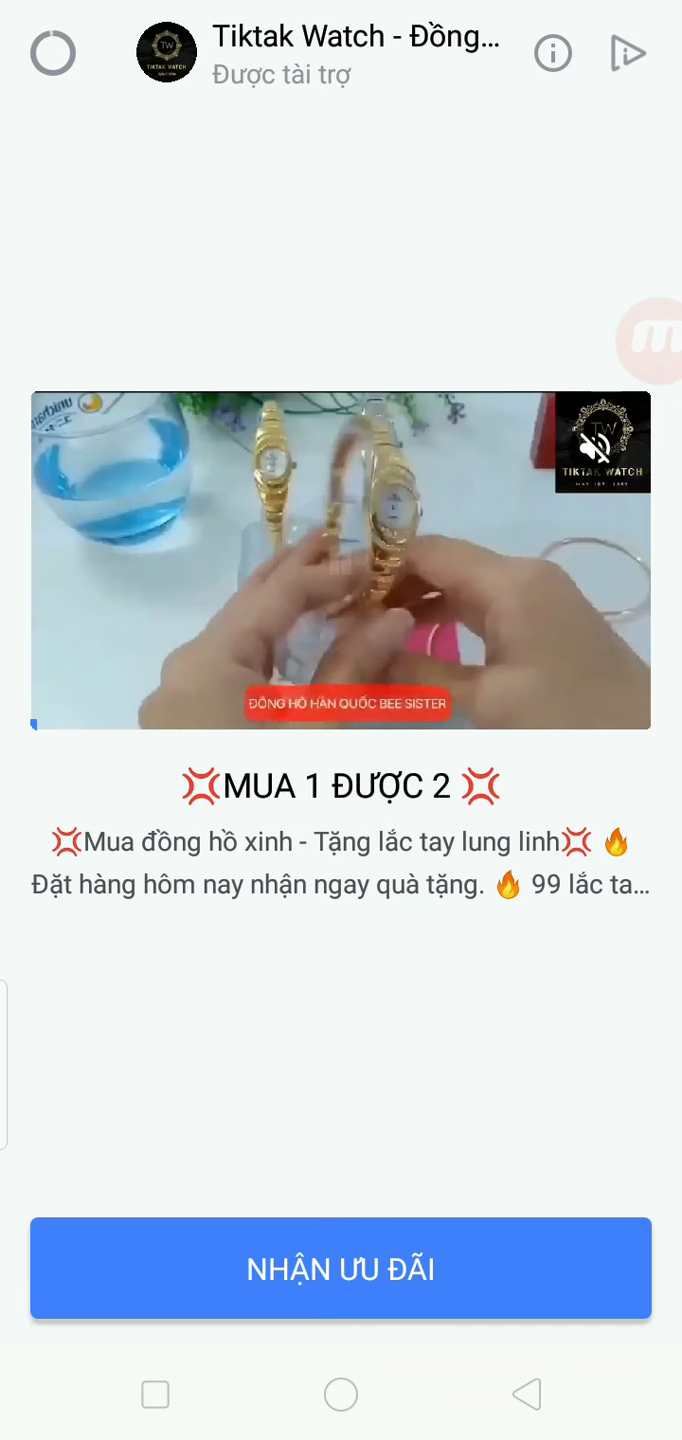 Tiktak Watch - Đồng...
Được tài trợ
TW
TIKTAK WATCH
ĐỒNG HỒ HÀN QUỐC BEE SISTER
💢MUA 1 ĐƯỢC 2 💢
💢Mua đồng hồ xinh - Tặng lắc tay lung linh💢 🔥
Đặt hàng hôm nay nhận ngay quà tặng. 🔥 99 lắc ta...
NHẬN ƯU ĐÃI